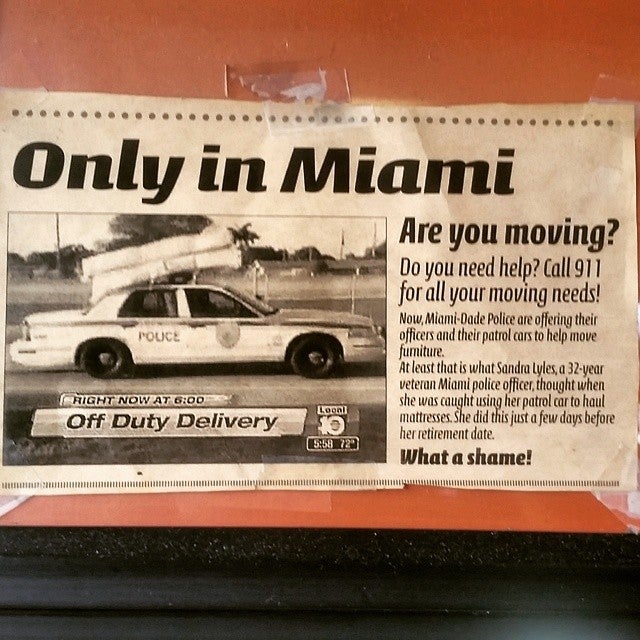 Only in Miami
POLICE
RIGHT NOW AT 6:00
Off Duty Delivery
Local
10
5:58 72°
Are you moving?
Do you need help? Call 911
for all your moving needs!
Now, Miami-Dade Police are offering their
officers and their patrol cars to help move
furniture.
At least that is what Sandra Lyles, a 32-year
veteran Miami police officer, thought when
she was caught using her patrol car to haul
mattresses. She did this just a few days before
her retirement date.
What a shame!